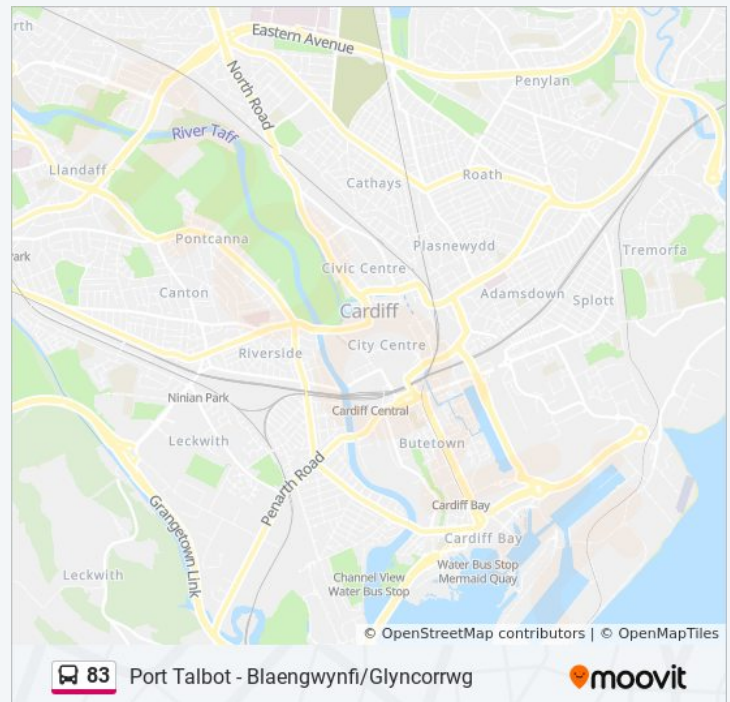 rth
Eastern Avenue
Penylan
North Road
River Taff
Llandaff
Cathays
Roath
Pontcanna
Plasnewydd
ark
Civic Centre
Tremorfa
Canton
Adamsdown
Splott
Cardiff
City Centre
Riverside
Ninian Park
Cardiff Central
Leckwith
Butetown
Penarth Road
Grangetown Link
Cardiff Bay
Cardiff Bay
Leckwith
Channel View
Water Bus Stop
Water Bus Stop
Mermaid Quay
© OpenStreetMap contributors | © OpenMapTiles
83 Port Talbot - Blaengwynfi/Glyncorrwg
moovit